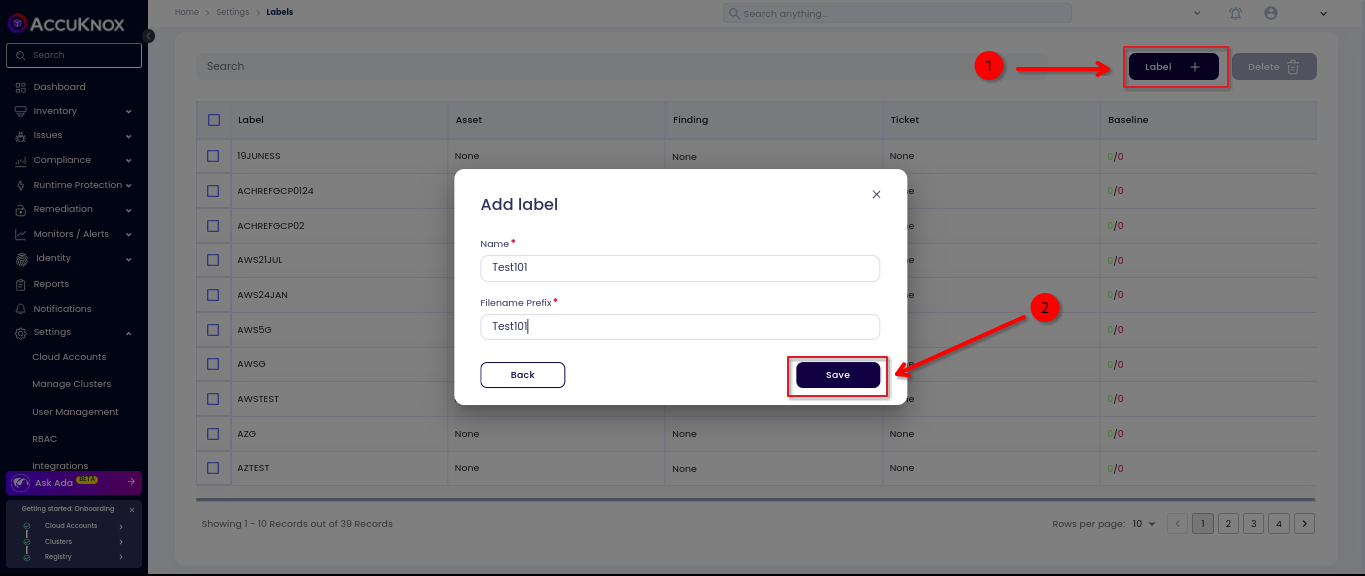 ACCUKNOX
Search
Dashboard
Inventory
Issues
Compliance
Runtime Protection
Remediation
Monitors / Alerts
Identity
Reports
Notifications
Settings
Cloud Accounts
Manage Clusters
User Management
RBAC
Integrations
Ask Ada BETA
Getting started: Onboarding
Cloud Accounts
Clusters
Registry
Home > Settings > Labels
Search anything...
Search
1
Label +
Delete
Label Asset Finding Ticket Baseline
19JUNESS None None None 0/0
ACHREFGCP0124 0/0
ACHREFGCP02 0/0
AWS21JUL 0/0
AWS24JAN 0/0
AWS5G 0/0
AWSG 0/0
AWSTEST 0/0
AZG None None None 0/0
AZTEST None None None 0/0
Add label
Name *
Test101
Filename Prefix *
Test101
Back
Save
2
Showing 1 - 10 Records out of 39 Records
Rows per page: 10 < 1 2 3 4 >